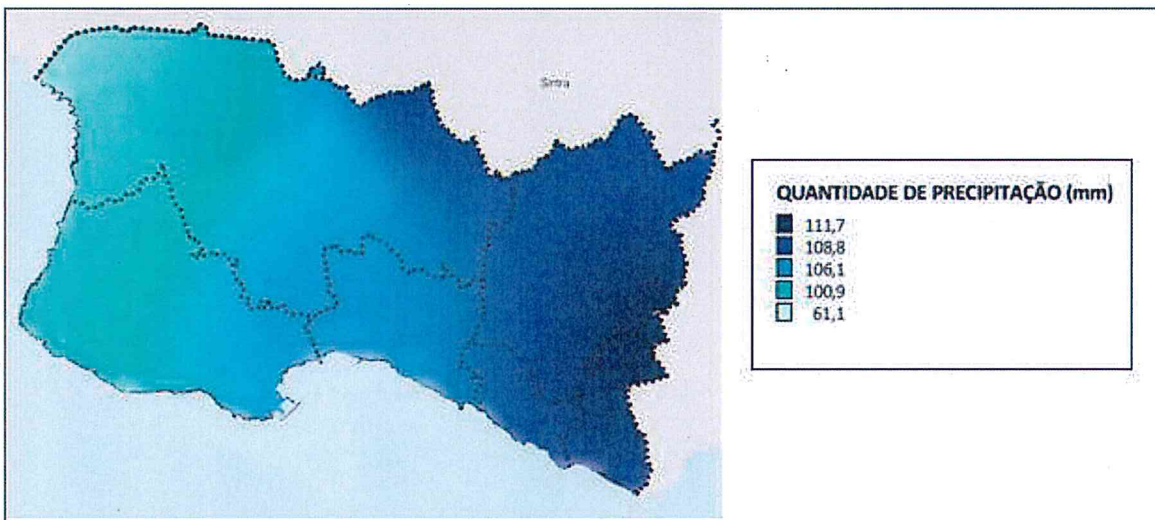 Sintra
QUANTIDADE DE PRECIPITAÇÃO (mm)
111,7
108,8
106,1
100,9
61,1